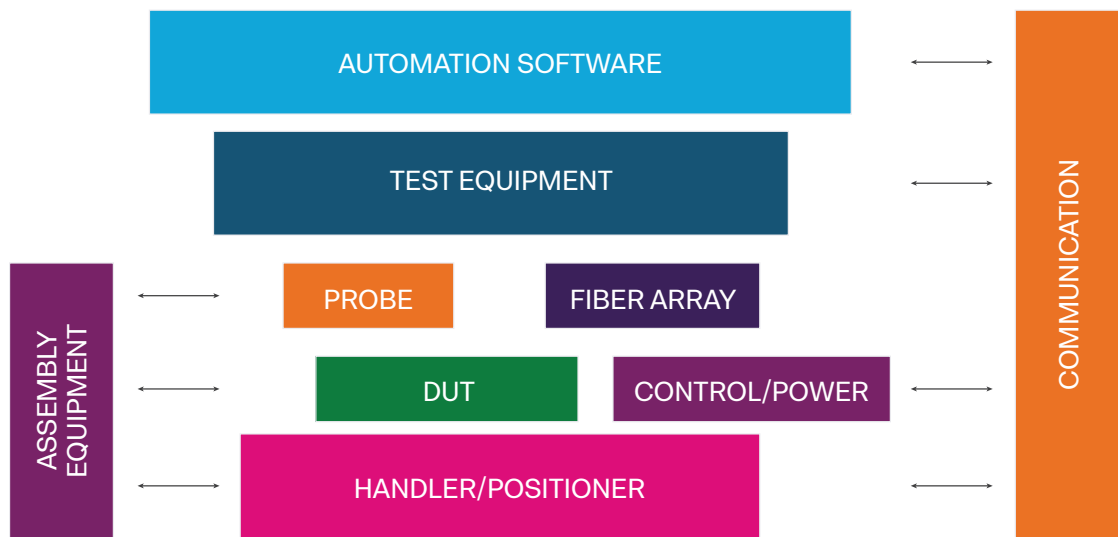 AUTOMATION SOFTWARE
TEST EQUIPMENT
PROBE
FIBER ARRAY
DUT
CONTROL/POWER
HANDLER/POSITIONER
ASSEMBLY
EQUIPMENT
COMMUNICATION